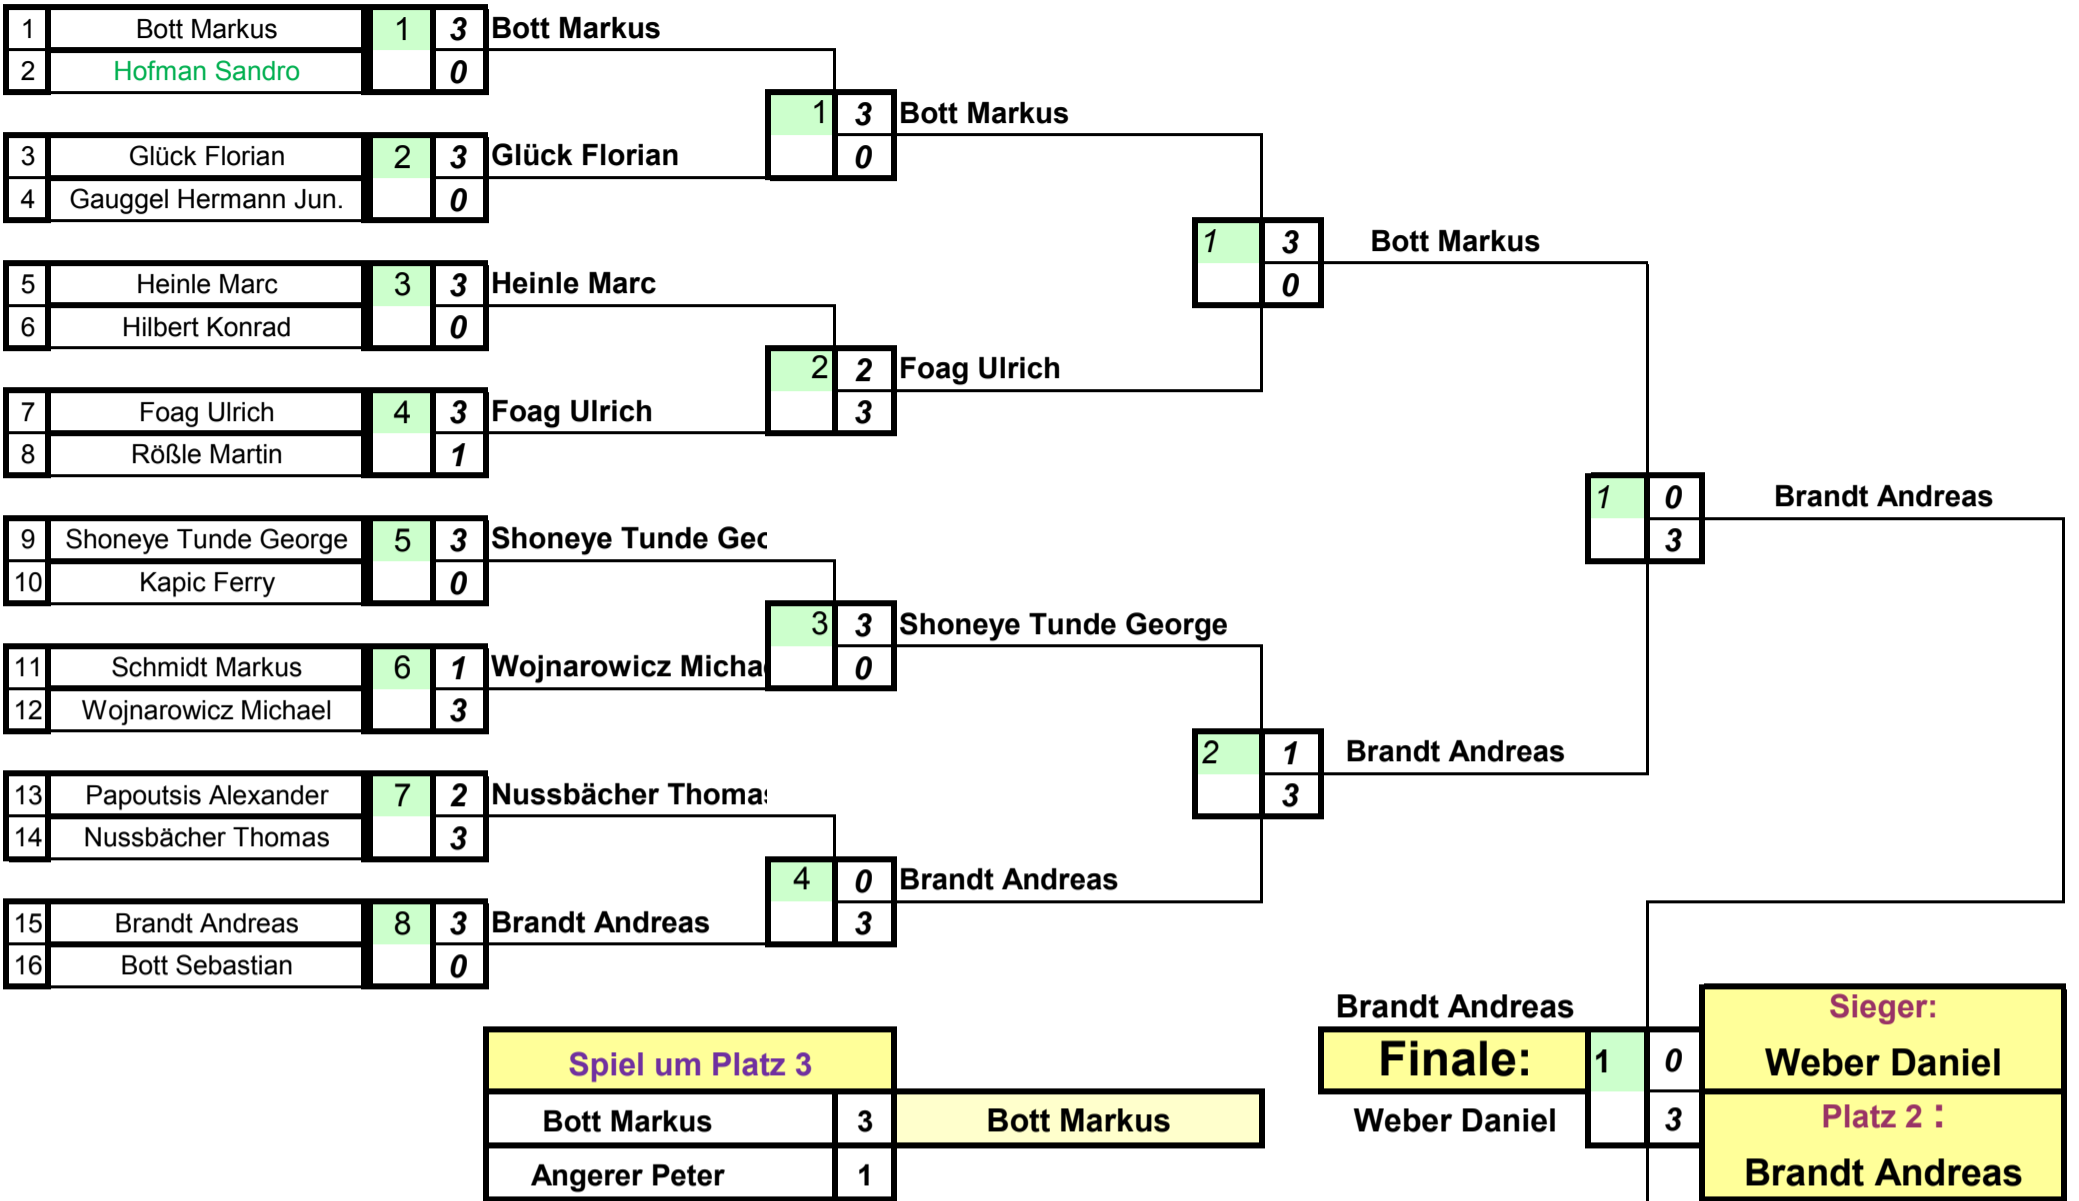 1 Bott Markus 1 3 Bott Markus
2 Hofman Sandro 0
1 3 Bott Markus
3 Glück Florian 2 3 Glück Florian 0
4 Gauggel Hermann Jun. 0
1 3 Bott Markus
5 Heinle Marc 3 3 Heinle Marc 0
6 Hilbert Konrad 0
2 2 Foag Ulrich
7 Foag Ulrich 4 3 Foag Ulrich 3
8 Rößle Martin 1
1 0 Brandt Andreas
9 Shoneye Tunde George 5 3 Shoneye Tunde Geo 3
10 Kapic Ferry 0
3 3 Shoneye Tunde George
11 Schmidt Markus 6 1 Wojnarowicz Michae 0
12 Wojnarowicz Michael 3
2 1 Brandt Andreas
13 Papoutsis Alexander 7 2 Nussbächer Thomas 3
14 Nussbächer Thomas 3
4 0 Brandt Andreas
15 Brandt Andreas 8 3 Brandt Andreas 3
16 Bott Sebastian 0
Brandt Andreas Sieger:
Spiel um Platz 3 Finale: 1 0 Weber Daniel
Bott Markus 3 Bott Markus Weber Daniel 3 Platz 2 :
Angerer Peter 1 Brandt Andreas